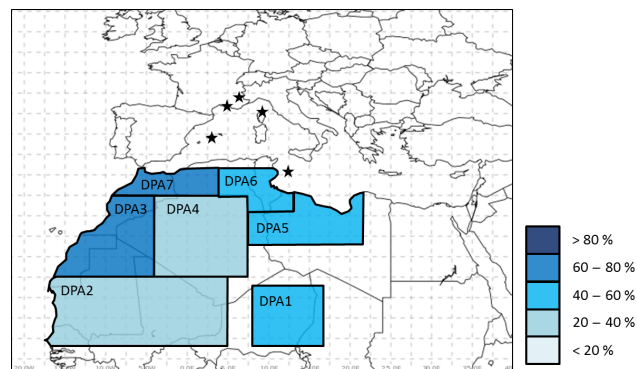 DPA7
DPA6
DPA3
DPA4
DPA5
DPA2
DPA1
> 80 %
60 – 80 %
40 – 60 %
20 – 40 %
< 20 %